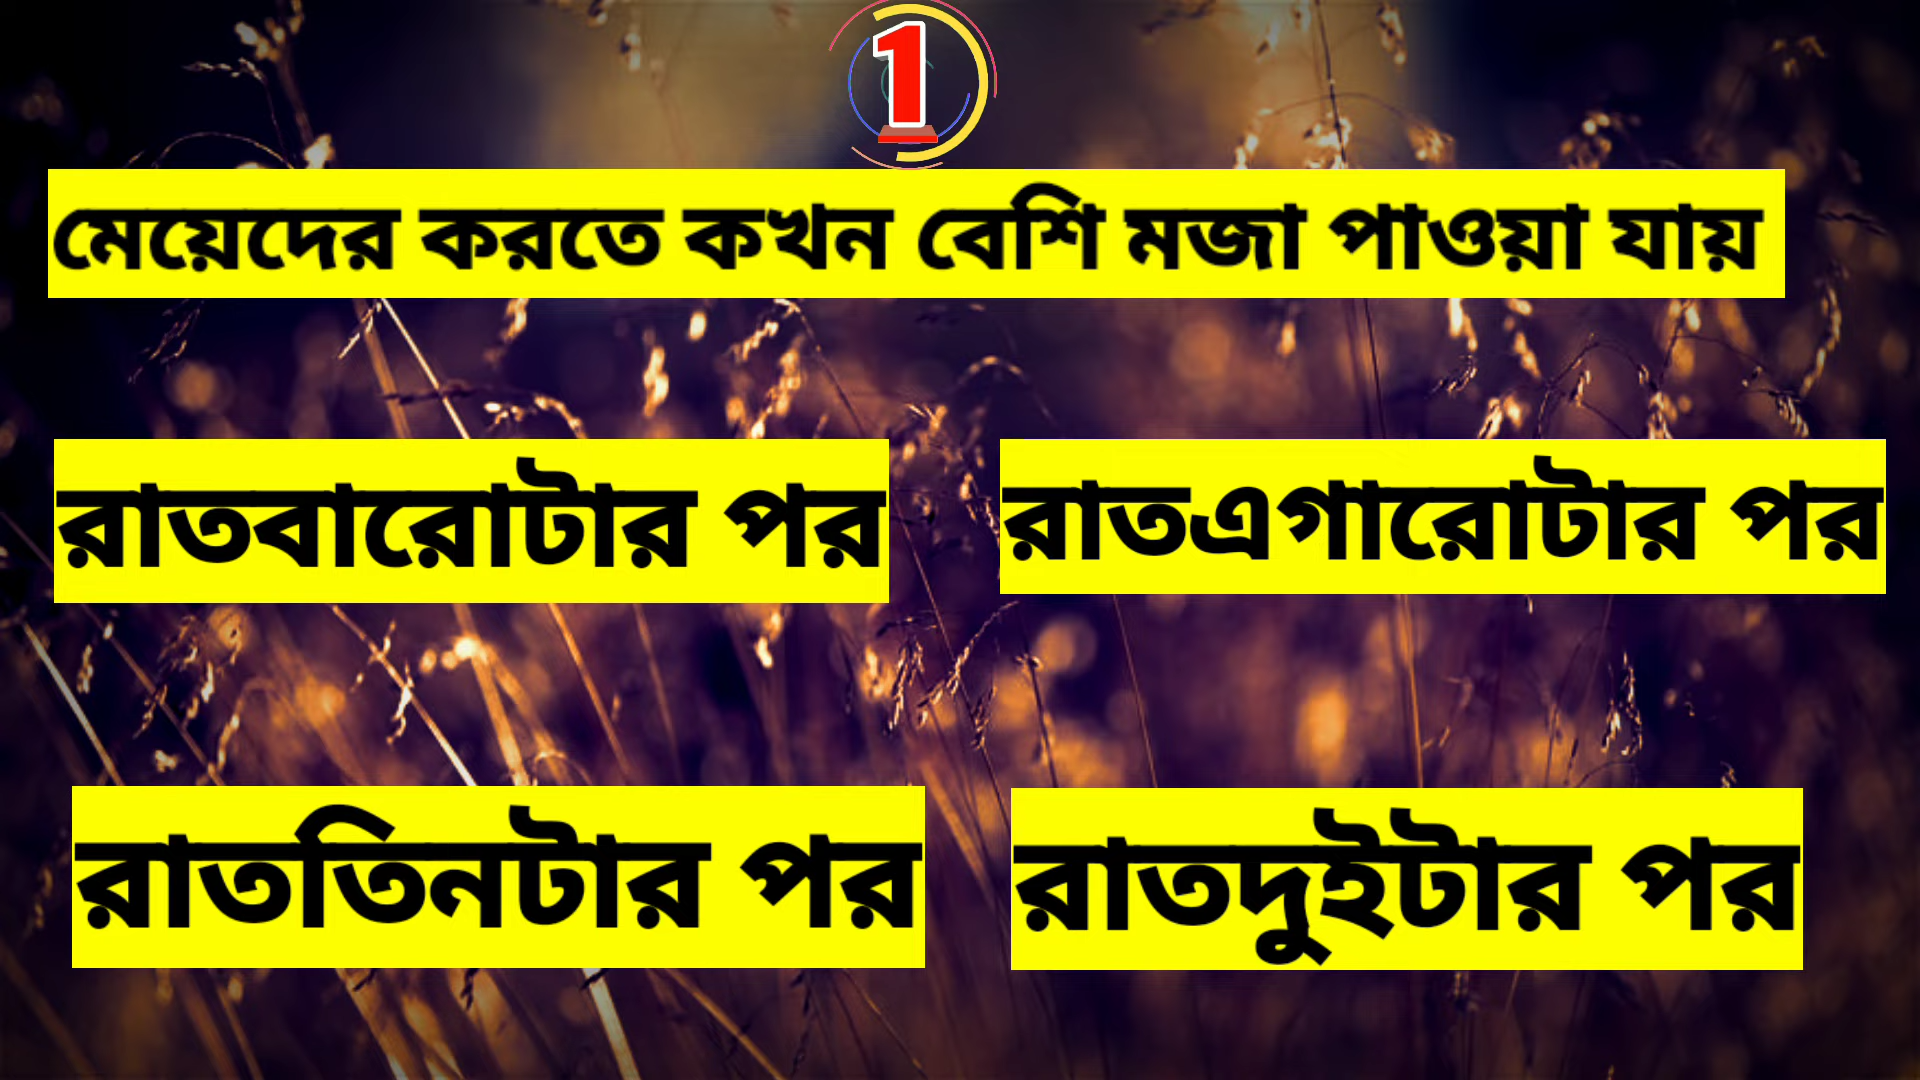 1
মেয়েদের করতে কখন বেশি মজা পাওয়া যায়
রাতবারোটার পর
রাতএগারোটার পর
রাততিনটার পর
রাতদুইটার পর